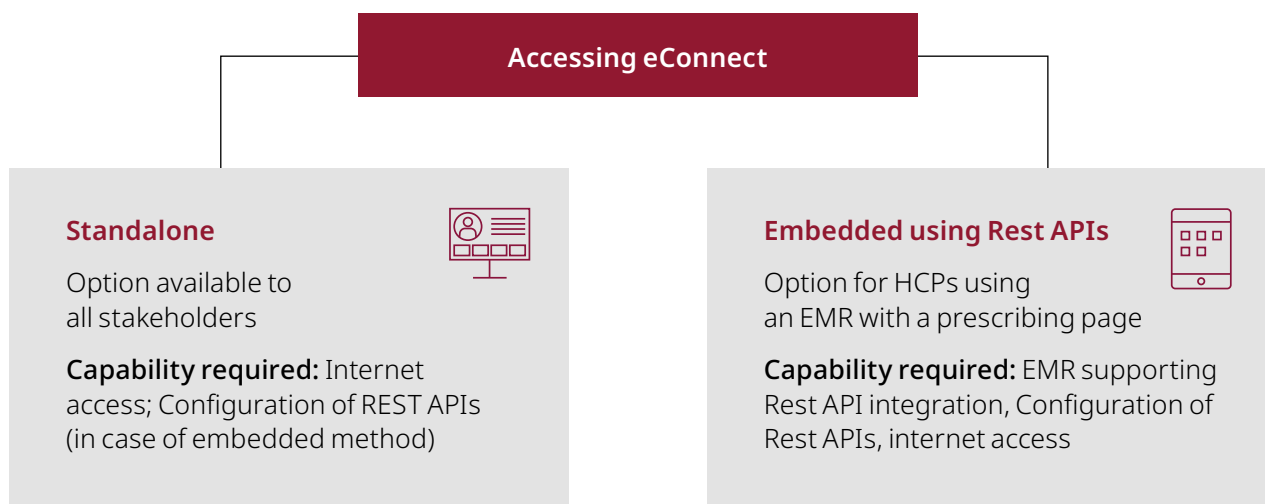 Accessing eConnect
Standalone
Option available to
all stakeholders
Capability required: Internet
access; Configuration of REST APIs
(in case of embedded method)
Embedded using Rest APIs
Option for HCPs using
an EMR with a prescribing page
Capability required: EMR supporting
Rest API integration, Configuration of
Rest APIs, internet access